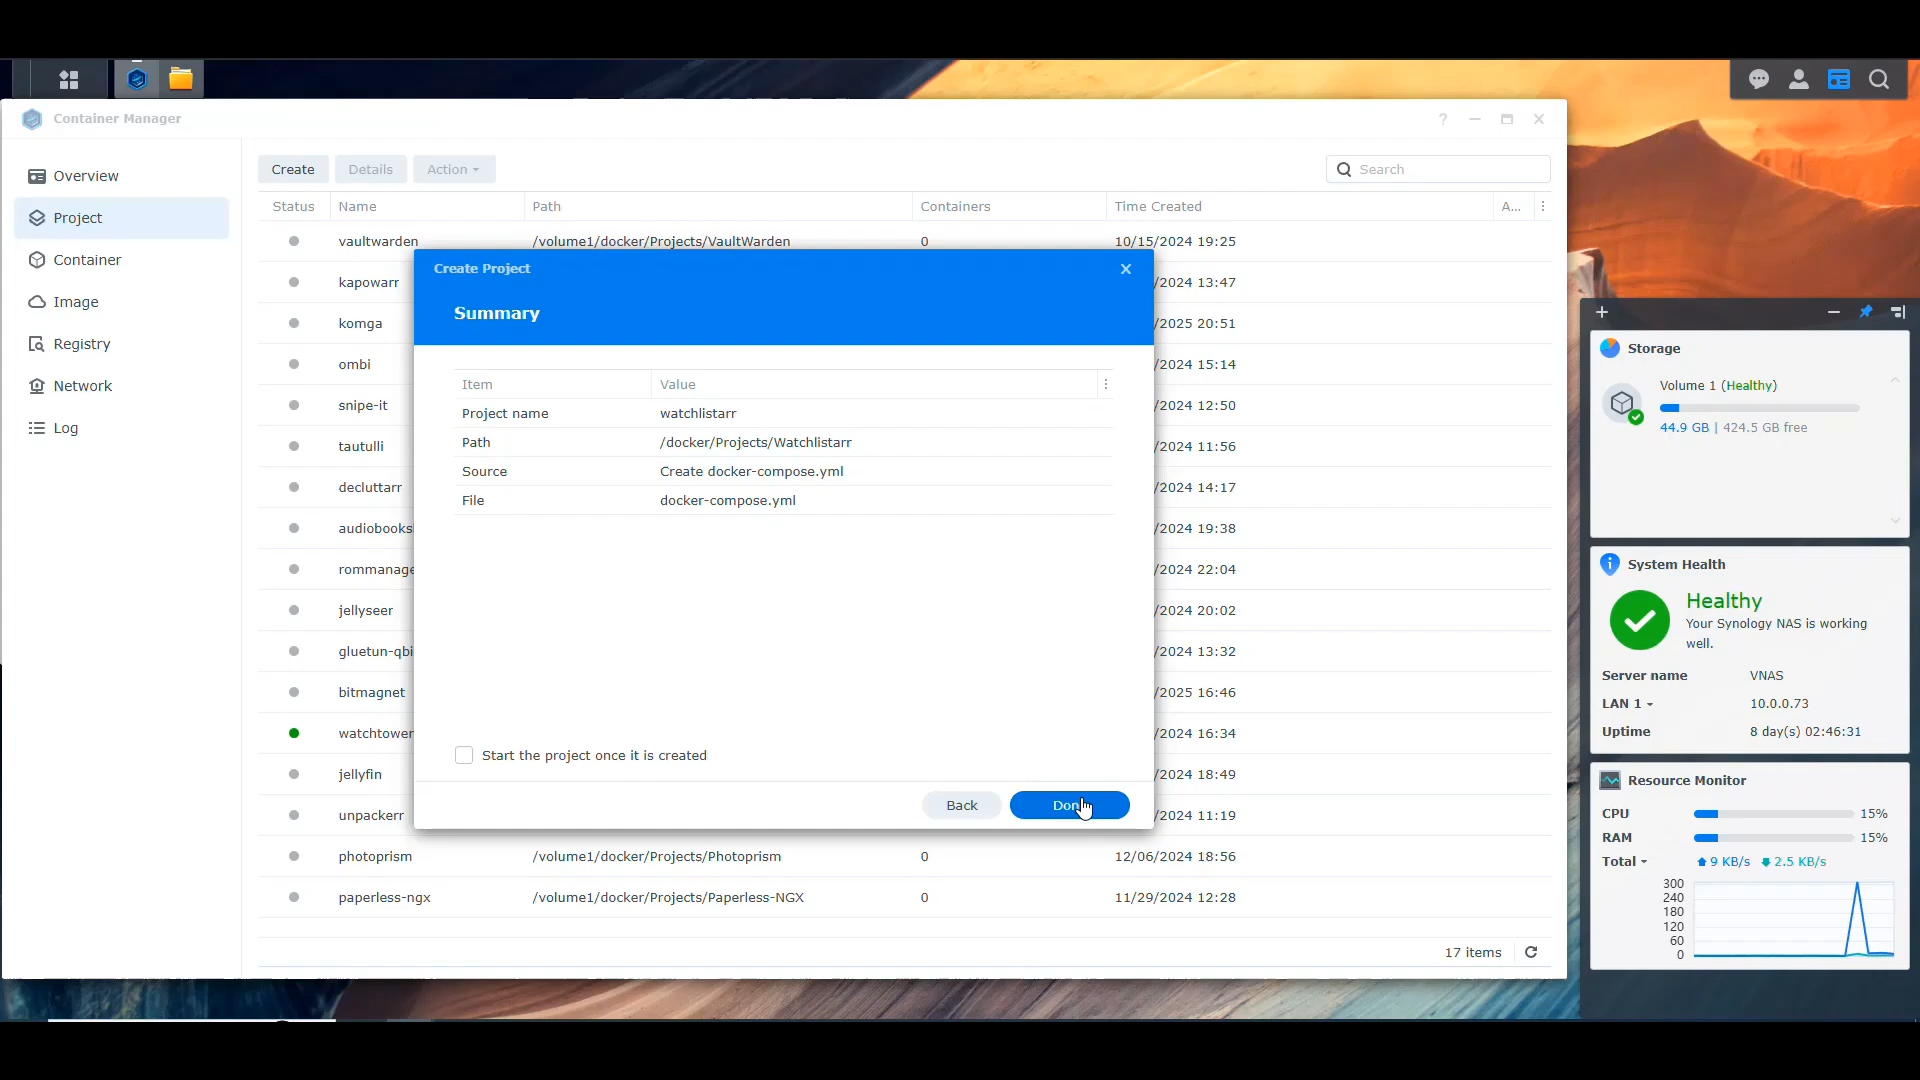 Container Manager
?
Overview
Project
Container
Image
Registry
Network
Log
Create Details Action
Search
Status Name Path Containers Time Created A...
vaultwarden /volume1/docker/Projects/VaultWarden 0 10/15/2024 19:25
kapowarr /2024 13:47
komga /2025 20:51
ombi /2024 15:14
snipe-it /2024 12:50
tautulli /2024 11:56
decluttarr /2024 14:17
audiobooks /2024 19:38
rommanage /2024 22:04
jellyseer /2024 20:02
gluetun-qbi /2024 13:32
bitmagnet /2025 16:46
watchtower /2024 16:34
jellyfin /2024 18:49
unpackerr /2024 11:19
photoprism /volume1/docker/Projects/Photoprism 0 12/06/2024 18:56
paperless-ngx /volume1/docker/Projects/Paperless-NGX 0 11/29/2024 12:28
17 items
Create Project
Summary
Item Value
Project name watchlistarr
Path /docker/Projects/Watchlistarr
Source Create docker-compose.yml
File docker-compose.yml
Start the project once it is created
Back Don
Storage
Volume 1 (Healthy)
44.9 GB | 424.5 GB free
System Health
Healthy
Your Synology NAS is working
well.
Server name VNAS
LAN 1 10.0.0.73
Uptime 8 day(s) 02:46:31
Resource Monitor
CPU 15%
RAM 15%
Total 9 KB/s 2.5 KB/s
300
240
180
120
60
0